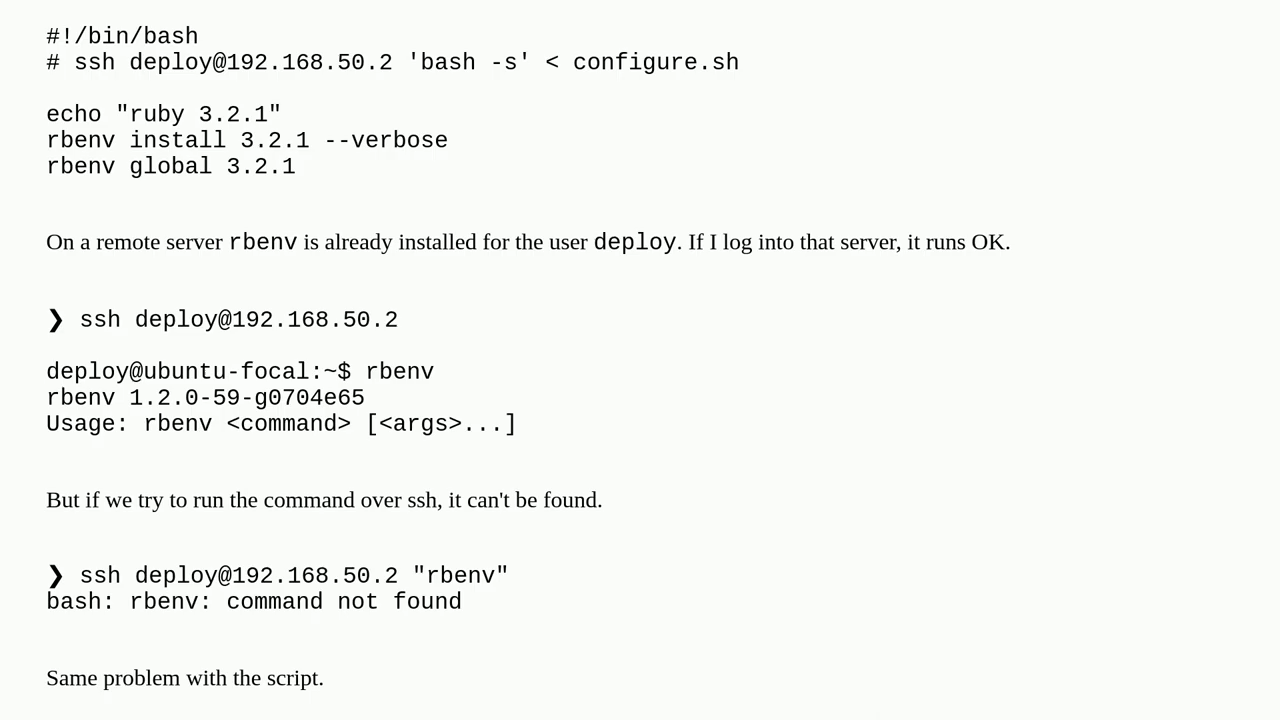 #!/bin/bash
# ssh deploy@192.168.50.2 'bash -s' < configure.sh
echo "ruby 3.2.1"
rbenv install 3.2.1 --verbose
rbenv global 3.2.1
On a remote server rbenv is already installed for the user deploy. If I log into that server, it runs OK.
❯ ssh deploy@192.168.50.2
deploy@ubuntu-focal:~$ rbenv
rbenv 1.2.0-59-g0704e65
Usage: rbenv <command> [<args>...]
But if we try to run the command over ssh, it can't be found.
❯ ssh deploy@192.168.50.2 "rbenv"
bash: rbenv: command not found
Same problem with the script.